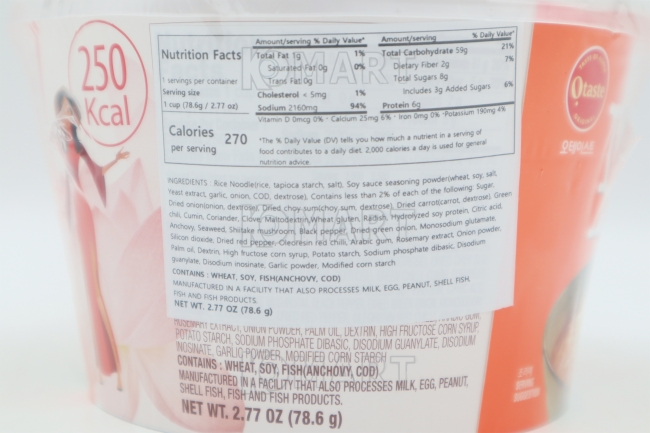 250
Kcal
Nutrition Facts
1 servings per container
Serving size
1 cup (78.6g / 2.77 oz)
Calories 270
per serving
Amount/serving % Daily Value*
Total Fat 1g 1%
Saturated Fat 0g 0%
Trans Fat 0g
Cholesterol < 5mg 1%
Sodium 2160mg 94%
Amount/serving % Daily Value*
Total Carbohydrate 59g 21%
Dietary Fiber 2g 7%
Total Sugars 8g
Includes 3g Added Sugars 6%
Protein 6g
Vitamin D 0mcg 0% · Calcium 25mg 6% · Iron 0mg 0% · Potassium 190mg 4%
*The % Daily Value (DV) tells you how much a nutrient in a serving of
food contributes to a daily diet. 2,000 calories a day is used for general
nutrition advice.
INGREDIENTS : Rice Noodle(rice, tapioca starch, salt), Soy sauce seasoning powder(wheat, soy, salt,
Yeast extract, garlic, onion, COD, dextrose), Contains less than 2% of each of the following: Sugar,
Dried onion(onion, dextrose), Dried choy sum(choy sum, dextrose), Dried carrot(carrot, dextrose), Green
chili, Cumin, Coriander, Clove, Maltodextrin, Wheat gluten, Radish, Hydrolyzed soy protein, Citric acid,
Anchovy, Seaweed, Shiitake mushroom, Black pepper, Dried green onion, Monosodium glutamate,
Silicon dioxide, Dried red pepper, Oleoresin red chilli, Arabic gum, Rosemary extract, Onion powder,
Palm oil, Dextrin, High fructose corn syrup, Potato starch, Sodium phosphate dibasic, Disodium
guanylate, Disodium inosinate, Garlic powder, Modified corn starch
CONTAINS : WHEAT, SOY, FISH(ANCHOVY, COD)
MANUFACTURED IN A FACILITY THAT ALSO PROCESSES MILK, EGG, PEANUT, SHELL FISH,
FISH AND FISH PRODUCTS.
NET WT. 2.77 OZ (78.6 g)
ROSEMARY EXTRACT, ONION POWDER, PALM OIL, DEXTRIN, HIGH FRUCTOSE CORN SYRUP,
POTATO STARCH, SODIUM PHOSPHATE DIBASIC, DISODIUM GUANYLATE, DISODIUM
INOSINATE, GARLIC POWDER, MODIFIED CORN STARCH
CONTAINS : WHEAT, SOY, FISH(ANCHOVY, COD)
MANUFACTURED IN A FACILITY THAT ALSO PROCESSES MILK, EGG, PEANUT,
SHELL FISH, FISH AND FISH PRODUCTS.
NET WT. 2.77 OZ (78.6 g)
Otaste
오테이스트